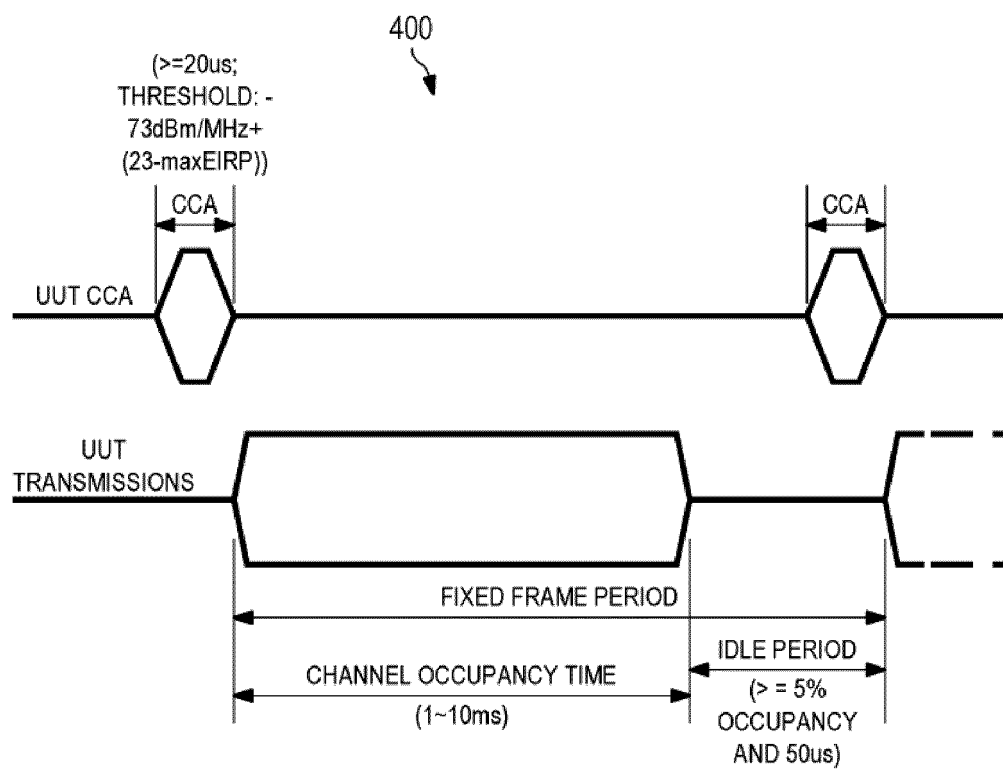 400
(>=20us;
THRESHOLD: -
73dBm/MHz+
(23-maxEIRP))
CCA
CCA
UUT CCA
UUT
TRANSMISSIONS
FIXED FRAME PERIOD
CHANNEL OCCUPANCY TIME
(1~10ms)
IDLE PERIOD
(> = 5%
OCCUPANCY
AND 50us)